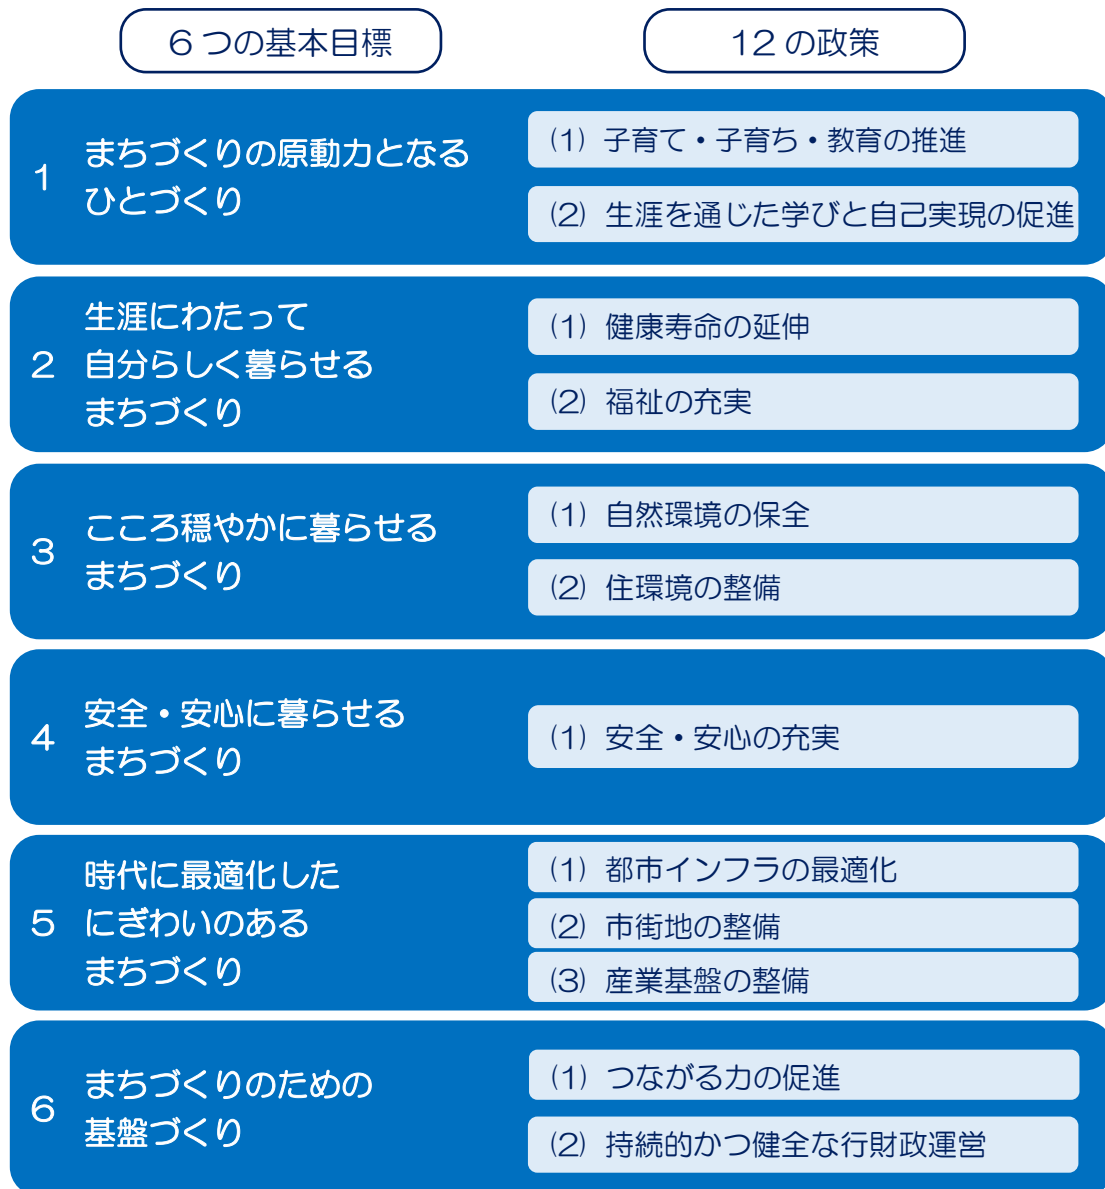 6つの基本目標
12の政策
1
まちづくりの原動力となる
ひとづくり
(1) 子育て・子育ち・教育の推進
(2) 生涯を通じた学びと自己実現の促進
2
生涯にわたって
自分らしく暮らせる
まちづくり
(1) 健康寿命の延伸
(2) 福祉の充実
3
こころ穏やかに暮らせる
まちづくり
(1) 自然環境の保全
(2) 住環境の整備
4
安全・安心に暮らせる
まちづくり
(1) 安全・安心の充実
5
時代に最適化した
にぎわいのある
まちづくり
(1) 都市インフラの最適化
(2) 市街地の整備
(3) 産業基盤の整備
6
まちづくりのための
基盤づくり
(1) つながる力の促進
(2) 持続的かつ健全な行財政運営